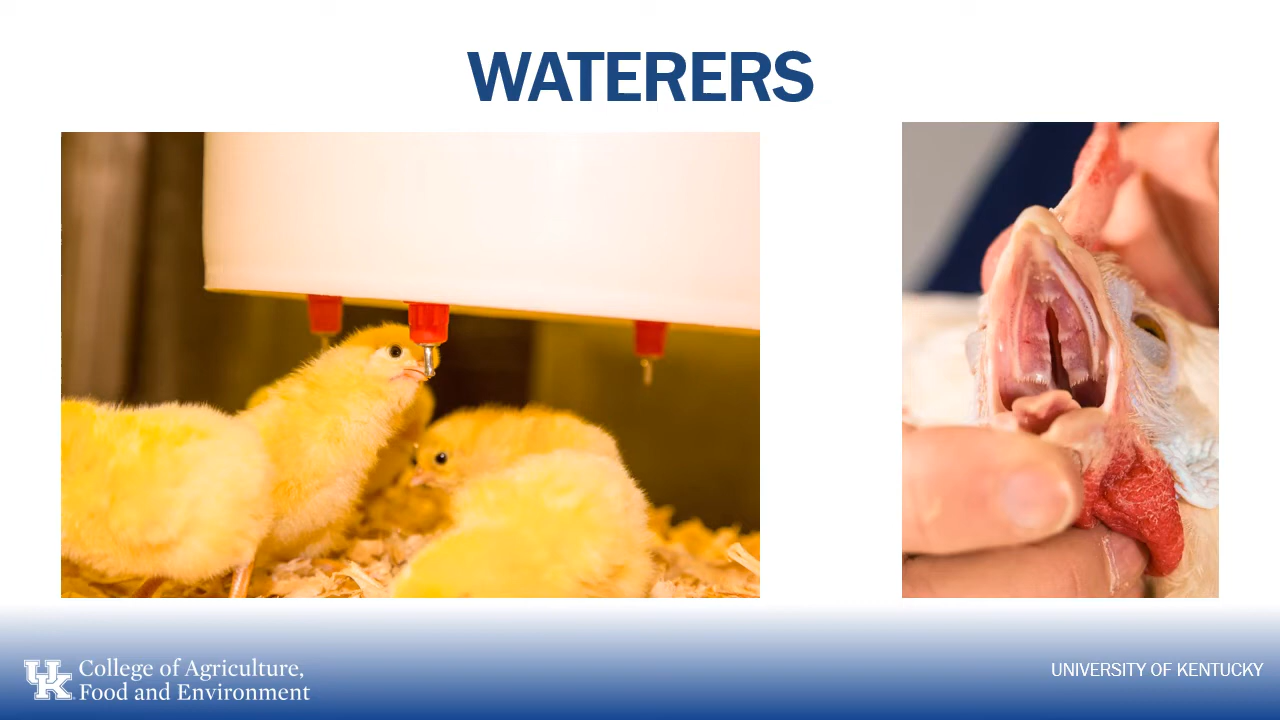 WATERERS
UK
College of Agriculture,
Food and Environment
UNIVERSITY OF KENTUCKY